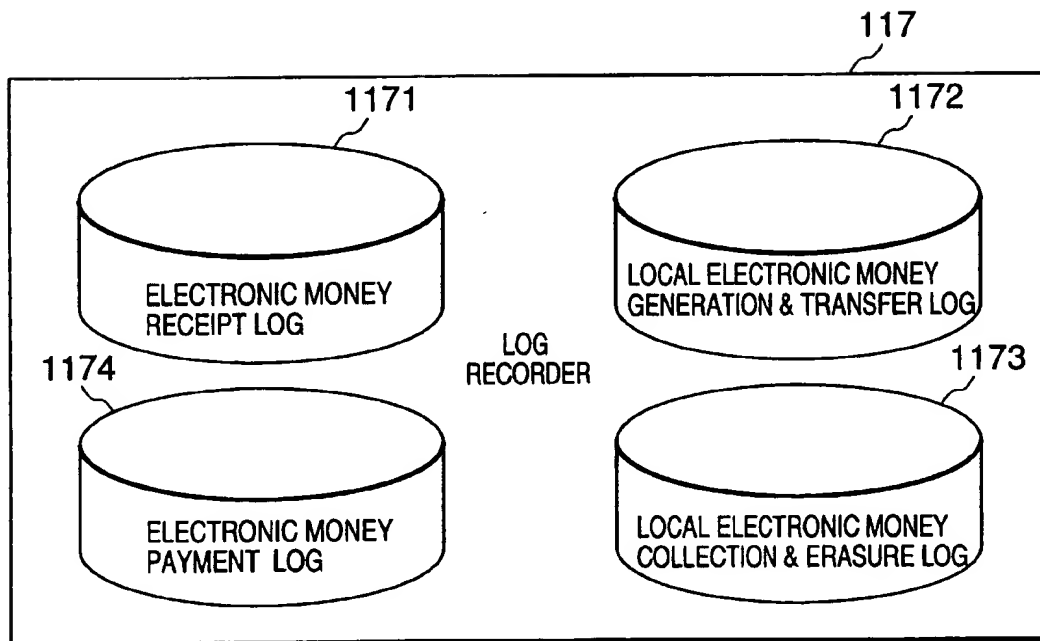 117
1171
1172
ELECTRONIC MONEY
RECEIPT LOG
LOCAL ELECTRONIC MONEY
GENERATION & TRANSFER LOG
LOG
RECORDER
1174
1173
ELECTRONIC MONEY
PAYMENT LOG
LOCAL ELECTRONIC MONEY
COLLECTION & ERASURE LOG